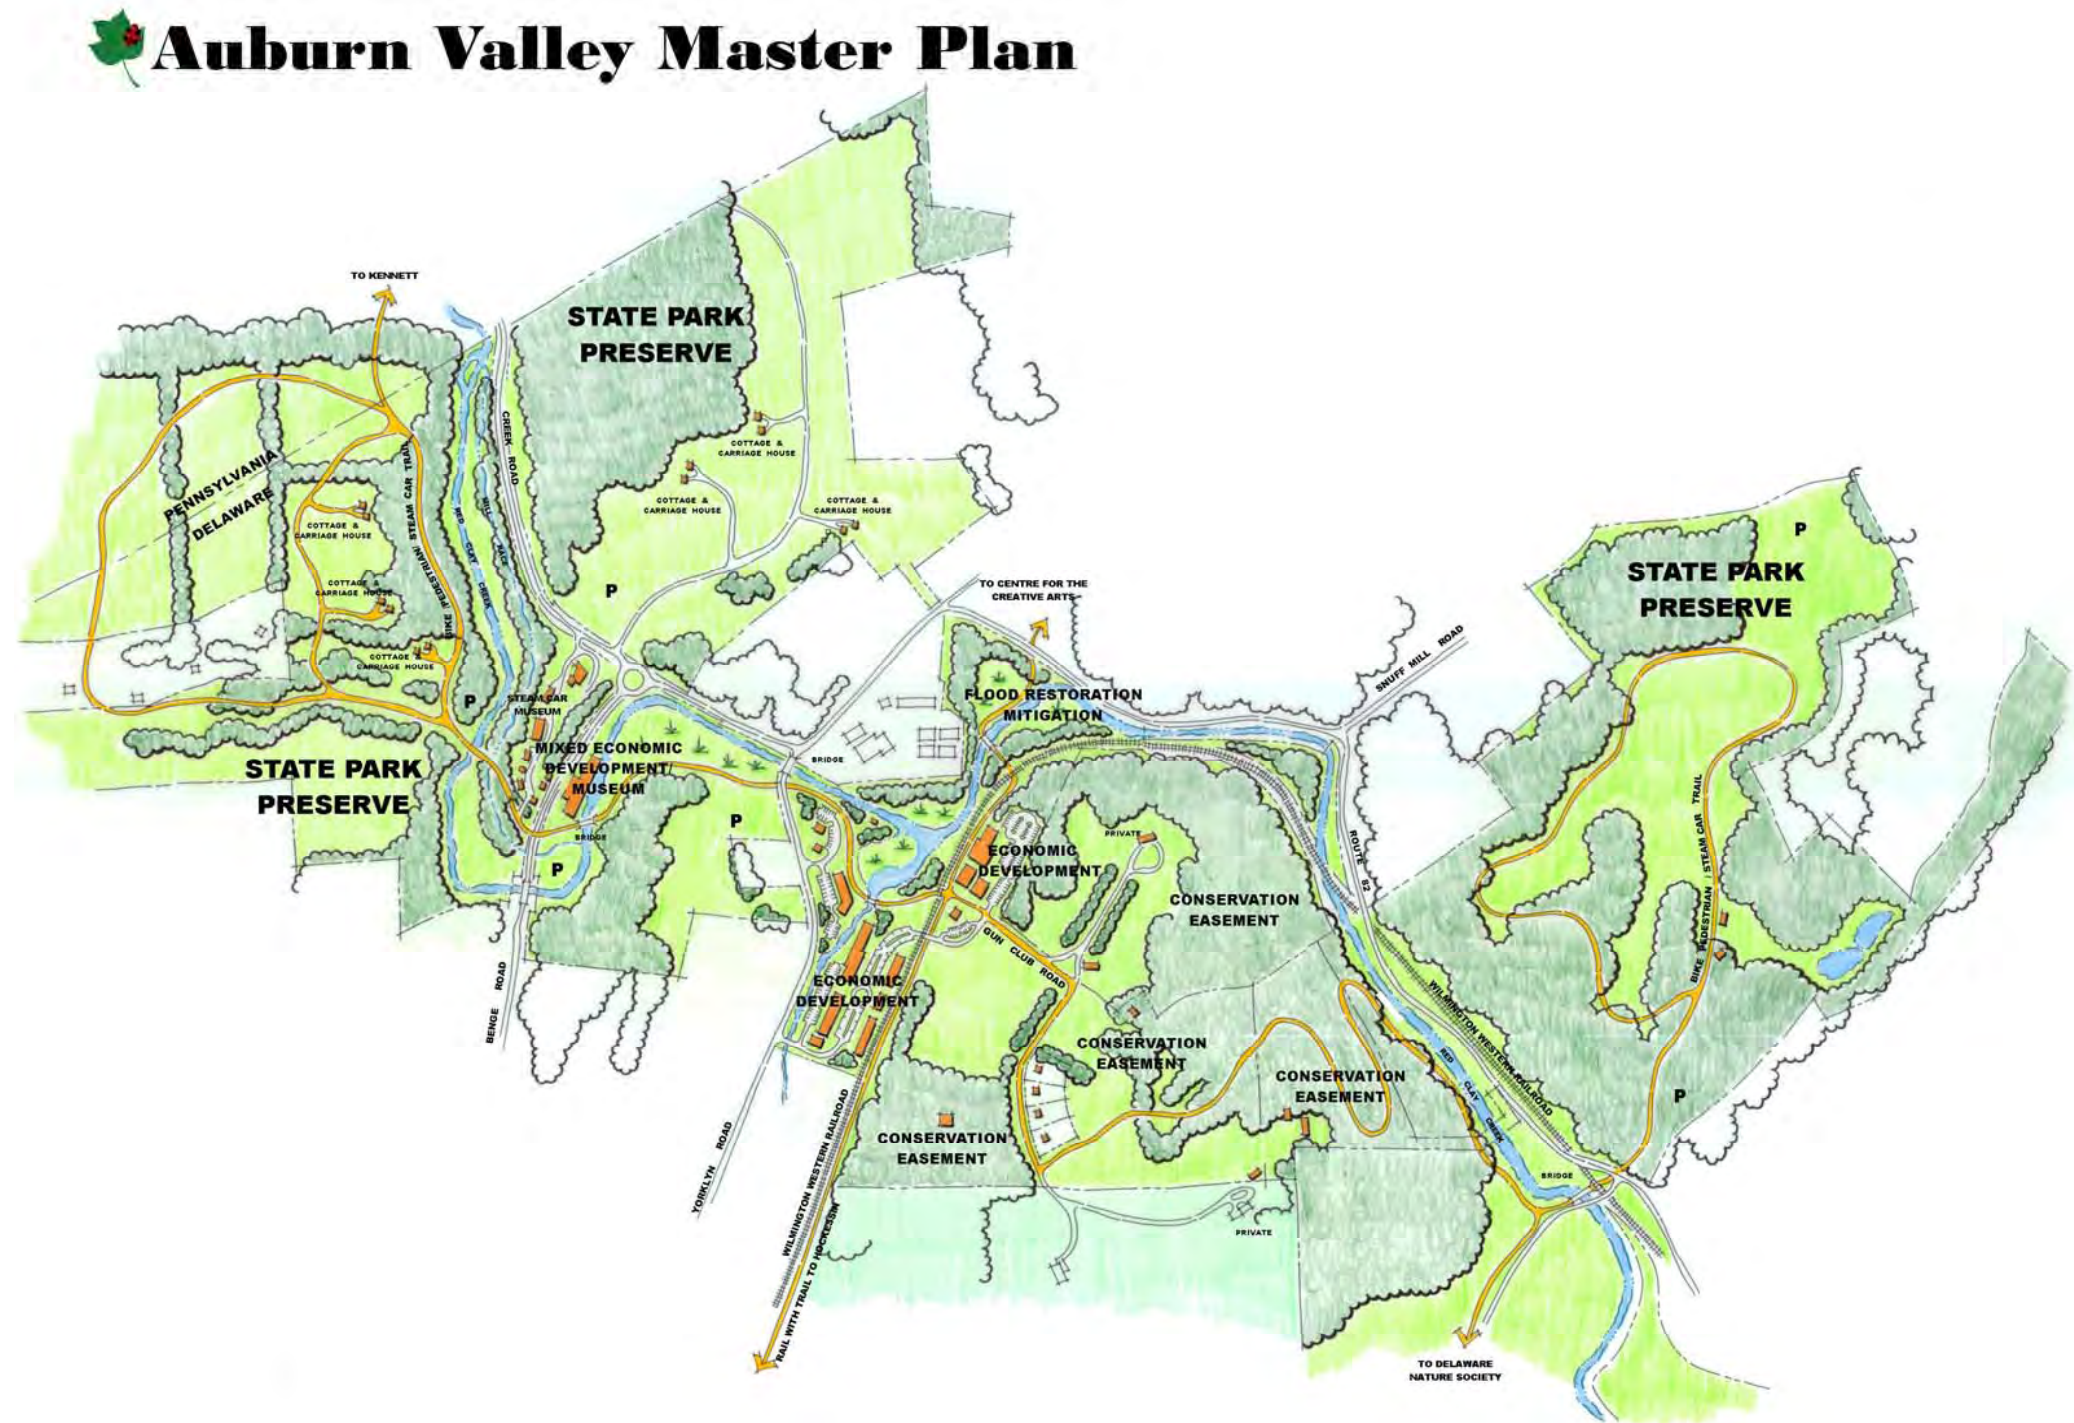 Auburn Valley Master Plan
TO KENNETT
STATE PARK
PRESERVE
CREEK ROAD
COTTAGE &
CARRIAGE HOUSE
COTTAGE &
CARRIAGE HOUSE
COTTAGE &
CARRIAGE HOUSE
PENNSYLVANIA
DELAWARE
BIKE /PEDESTRIAN/ STEAM CAR TRAIL
RED CLAY CREEK
MILL RACE
COTTAGE &
CARRIAGE HOUSE
COTTAGE &
CARRIAGE HOUSE
COTTAGE &
CARRIAGE HOUSE
P
P
STEAM CAR
MUSEUM
MIXED ECONOMIC
DEVELOPMENT/
MUSEUM
STATE PARK
PRESERVE
BRIDGE
P
P
BRIDGE
BENGE ROAD
TO CENTRE FOR THE
CREATIVE ARTS
FLOOD RESTORATION
MITIGATION
SNUFF MILL ROAD
STATE PARK
PRESERVE
P
ROUTE 82
PRIVATE
ECONOMIC
DEVELOPMENT
CONSERVATION
EASEMENT
GUN CLUB ROAD
ECONOMIC
DEVELOPMENT
BIKE PEDESTRIAN / STEAM CAR TRAIL
WILMINGTON WESTERN RAILROAD
CONSERVATION
EASEMENT
CONSERVATION
EASEMENT
RED CLAY CREEK
P
CONSERVATION
EASEMENT
YORKLYN ROAD
WILMINGTON WESTERN RAILROAD
RAIL WITH TRAIL TO HOCKESSIN
BRIDGE
PRIVATE
TO DELAWARE
NATURE SOCIETY